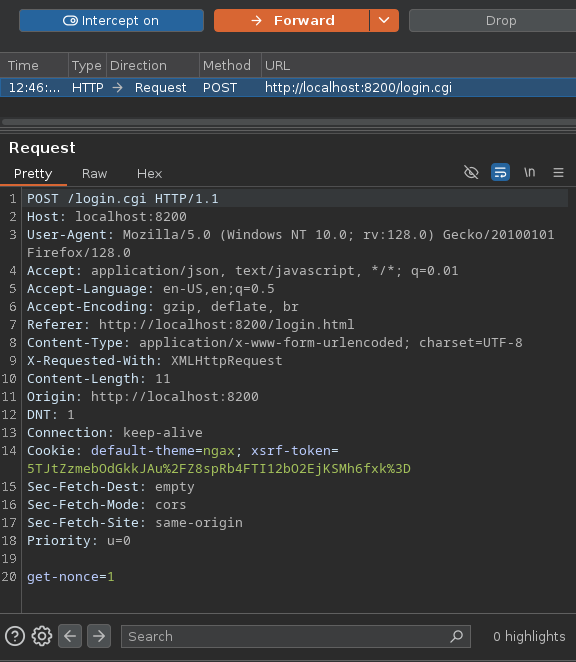 Intercept on Forward Drop
Time Type Direction Method URL
12:46:... HTTP → Request POST http://localhost:8200/login.cgi
Request
Pretty Raw Hex \n
1 POST /login.cgi HTTP/1.1
2 Host: localhost:8200
3 User-Agent: Mozilla/5.0 (Windows NT 10.0; rv:128.0) Gecko/20100101
Firefox/128.0
4 Accept: application/json, text/javascript, */*; q=0.01
5 Accept-Language: en-US,en;q=0.5
6 Accept-Encoding: gzip, deflate, br
7 Referer: http://localhost:8200/login.html
8 Content-Type: application/x-www-form-urlencoded; charset=UTF-8
9 X-Requested-With: XMLHttpRequest
10 Content-Length: 11
11 Origin: http://localhost:8200
12 DNT: 1
13 Connection: keep-alive
14 Cookie: default-theme=ngax; xsrf-token=
5TJtZzmebOdGkkJAu%2FZ8spRb4FTI12bO2EjKSMh6fxk%3D
15 Sec-Fetch-Dest: empty
16 Sec-Fetch-Mode: cors
17 Sec-Fetch-Site: same-origin
18 Priority: u=0
19
20 get-nonce=1
Search 0 highlights